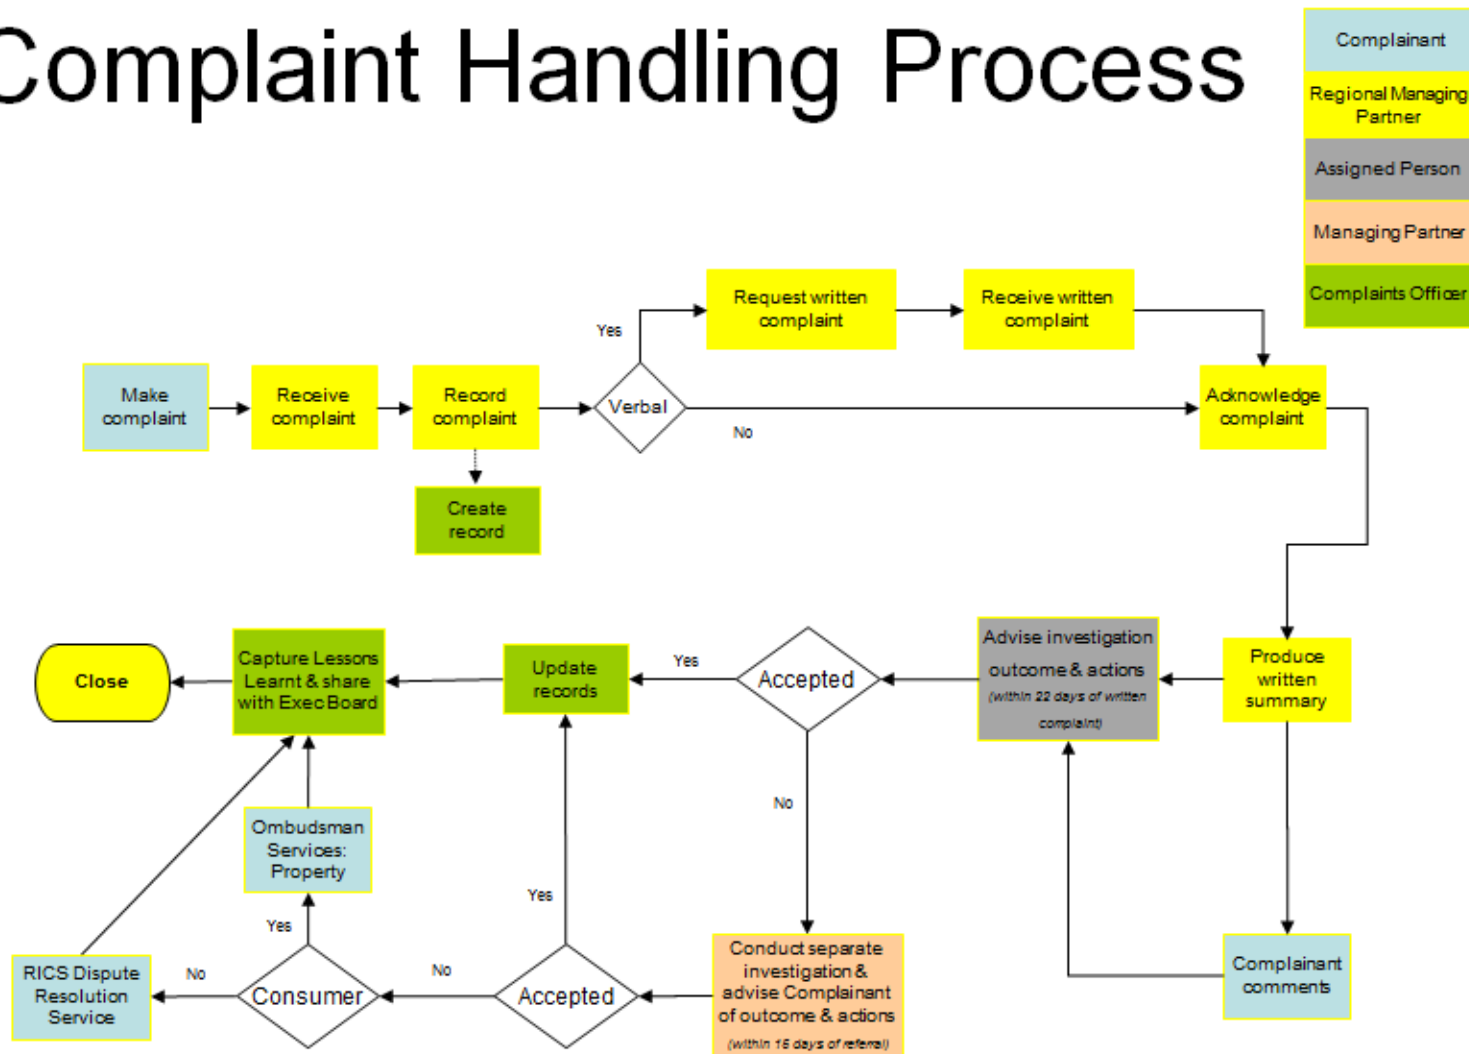 Complaint Handling Process
Complainant
Regional Managing
Partner
Assigned Person
Managing Partner
Complaints Officer
Request written
complaint
Receive written
complaint
Yes
Make
complaint
Receive
complaint
Record
complaint
Verbal
No
Acknowledge
complaint
Create
record
Close
Capture Lessons
Learnt & share
with Exec Board
Update
records
Yes
Accepted
Advise investigation
outcome & actions
(within 22 days of written
complaint)
Produce
written
summary
No
Ombudsman
Services:
Property
Yes
Yes
RICS Dispute
Resolution
Service
No
Consumer
No
Accepted
Conduct separate
investigation &
advise Complainant
of outcome & actions
(within 15 days of referral)
Complainant
comments